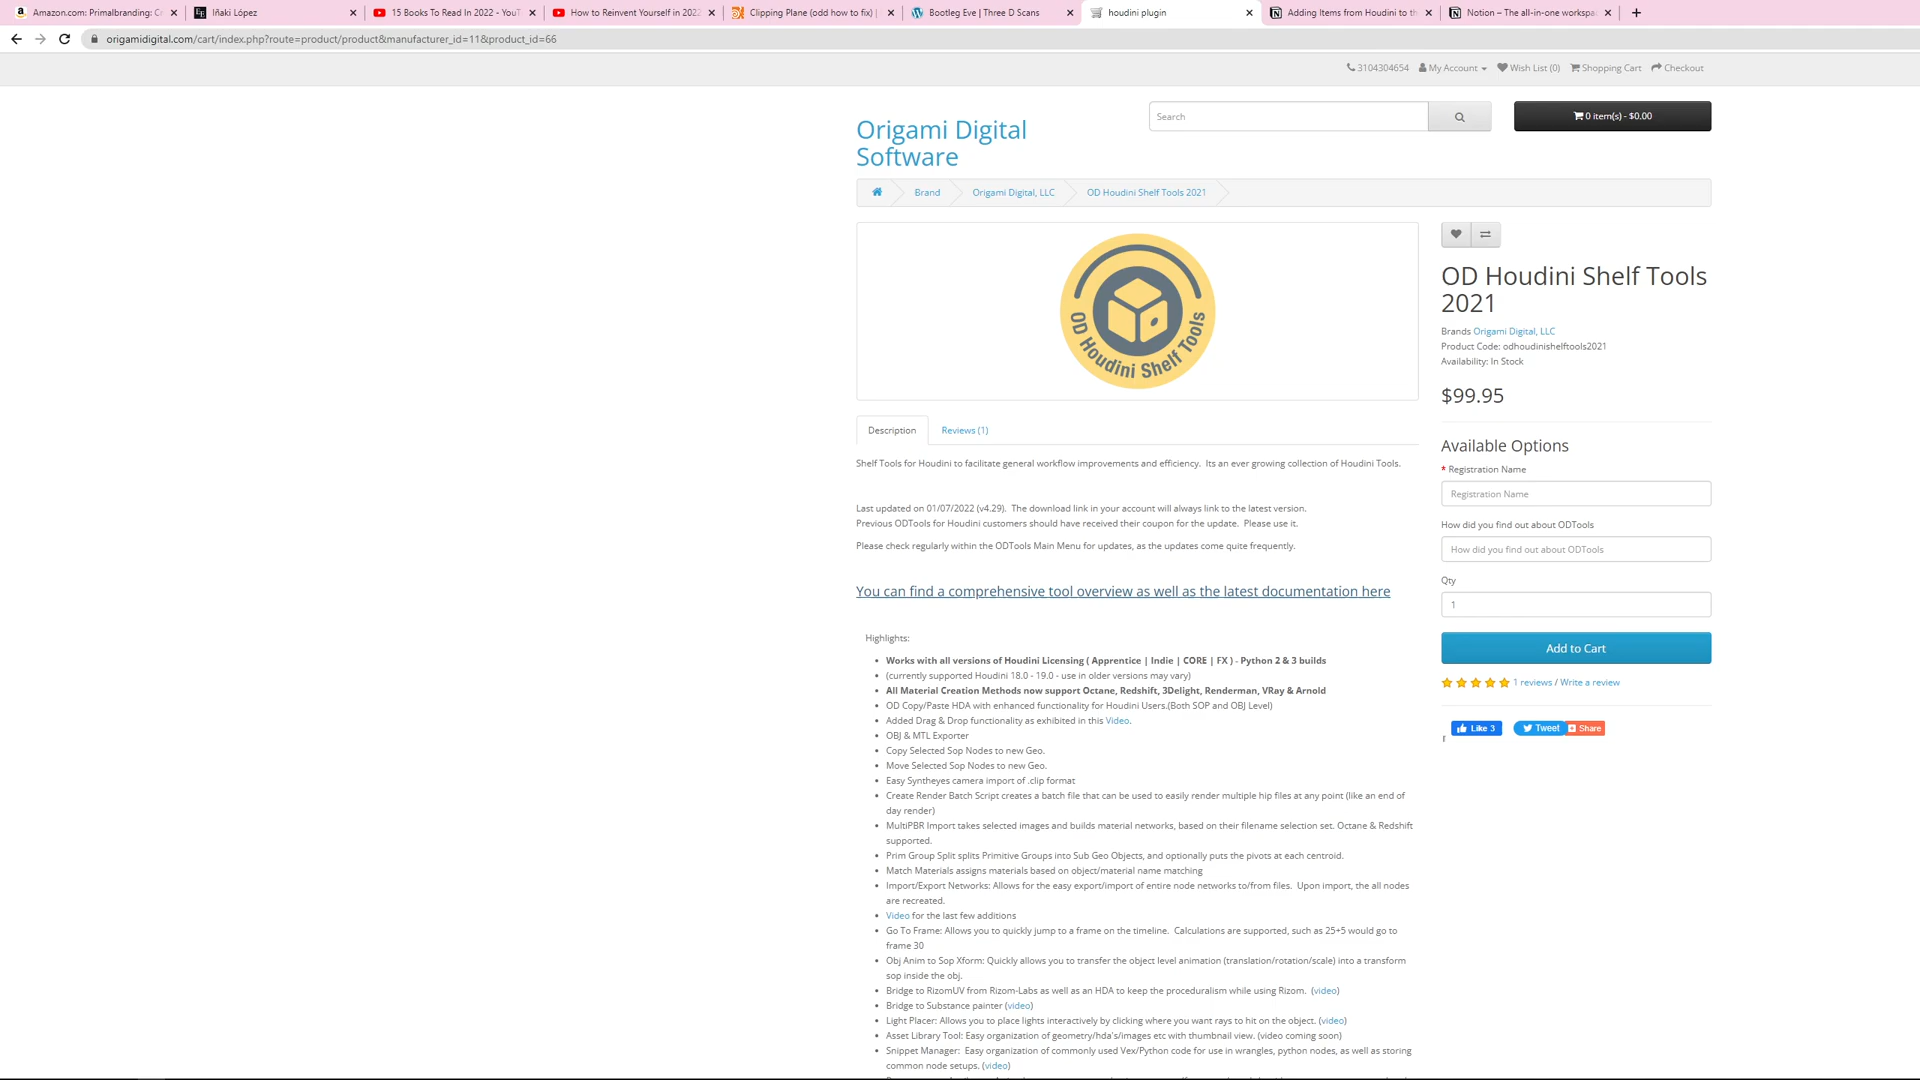 Amazon.com: Primalbranding: Cr
Iñaki López
15 Books To Read In 2022 - YouT
How to Reinvent Yourself in 2022
Clipping Plane (odd how to fix) |
Bootleg Eve | Three D Scans
houdini plugin
Adding Items from Houdini to th
Notion – The all-in-one workspa
origamidigital.com/cart/index.php?route=product/product&manufacturer_id=11&product_id=66
3104304654 My Account Wish List (0) Shopping Cart Checkout
Origami Digital
Software
Search
0 item(s) - $0.00
Brand
Origami Digital, LLC
OD Houdini Shelf Tools 2021
OD Houdini Shelf Tools
Description
Reviews (1)
Shelf Tools for Houdini to facilitate general workflow improvements and efficiency. Its an ever growing collection of Houdini Tools.
Last updated on 01/07/2022 (v4.29). The download link in your account will always link to the latest version.
Previous ODTools for Houdini customers should have received their coupon for the update. Please use it.
Please check regularly within the ODTools Main Menu for updates, as the updates come quite frequently.
You can find a comprehensive tool overview as well as the latest documentation here
Highlights:
Works with all versions of Houdini Licensing ( Apprentice | Indie | CORE | FX ) - Python 2 & 3 builds
(currently supported Houdini 18.0 - 19.0 - use in older versions may vary)
All Material Creation Methods now support Octane, Redshift, 3Delight, Renderman, VRay & Arnold
OD Copy/Paste HDA with enhanced functionality for Houdini Users.(Both SOP and OBJ Level)
Added Drag & Drop functionality as exhibited in this Video.
OBJ & MTL Exporter
Copy Selected Sop Nodes to new Geo.
Move Selected Sop Nodes to new Geo.
Easy Syntheyes camera import of .clip format
Create Render Batch Script creates a batch file that can be used to easily render multiple hip files at any point (like an end of
day render)
MultiPBR Import takes selected images and builds material networks, based on their filename selection set. Octane & Redshift
supported.
Prim Group Split splits Primitive Groups into Sub Geo Objects, and optionally puts the pivots at each centroid.
Match Materials assigns materials based on object/material name matching
Import/Export Networks: Allows for the easy export/import of entire node networks to/from files. Upon import, the all nodes
are recreated.
Video for the last few additions
Go To Frame: Allows you to quickly jump to a frame on the timeline. Calculations are supported, such as 25+5 would go to
frame 30
Obj Anim to Sop Xform: Quickly allows you to transfer the object level animation (translation/rotation/scale) into a transform
sop inside the obj.
Bridge to RizomUV from Rizom-Labs as well as an HDA to keep the proceduralism while using Rizom. (video)
Bridge to Substance painter (video)
Light Placer: Allows you to place lights interactively by clicking where you want rays to hit on the object. (video)
Asset Library Tool: Easy organization of geometry/hda's/images etc with thumbnail view. (video coming soon)
Snippet Manager: Easy organization of commonly used Vex/Python code for use in wrangles, python nodes, as well as storing
common node setups. (video)
OD Houdini Shelf Tools
2021
Brands Origami Digital, LLC
Product Code: odhoudinishelftools2021
Availability: In Stock
$99.95
Available Options
* Registration Name
Registration Name
How did you find out about ODTools
How did you find out about ODTools
Qty
1
Add to Cart
1 reviews / Write a review
Like 3
Tweet
Share
r